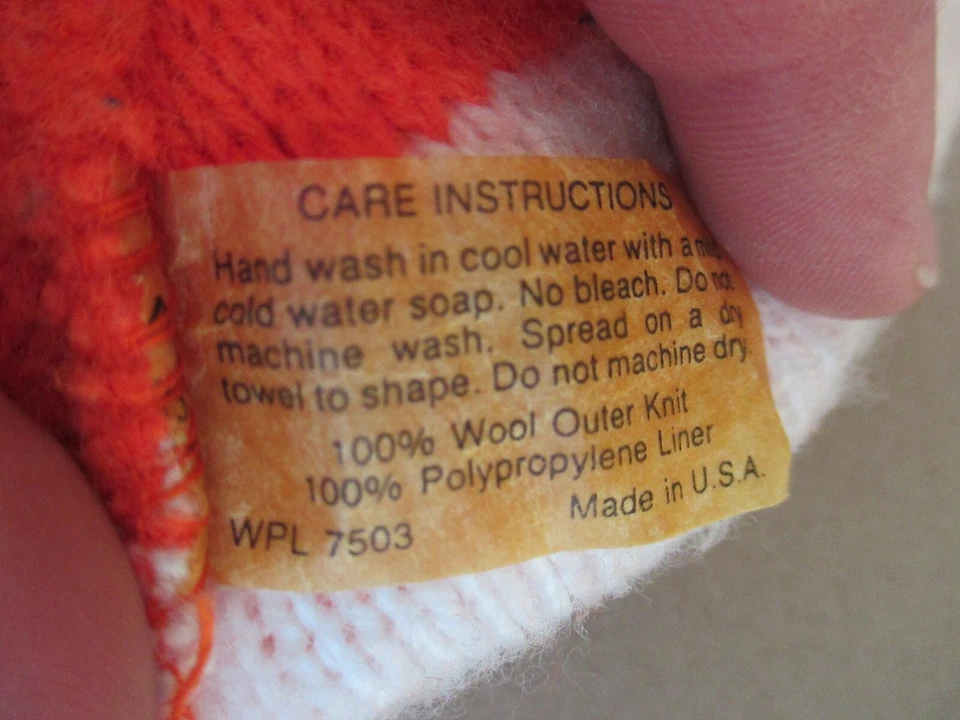 CARE INSTRUCTIONS
Hand wash in cool water with a
cold water soap. No bleach. Do not
machine wash. Spread on a dry
towel to shape. Do not machine dry.
100% Wool Outer Knit
100% Polypropylene Liner
Made in U.S.A.
WPL 7503